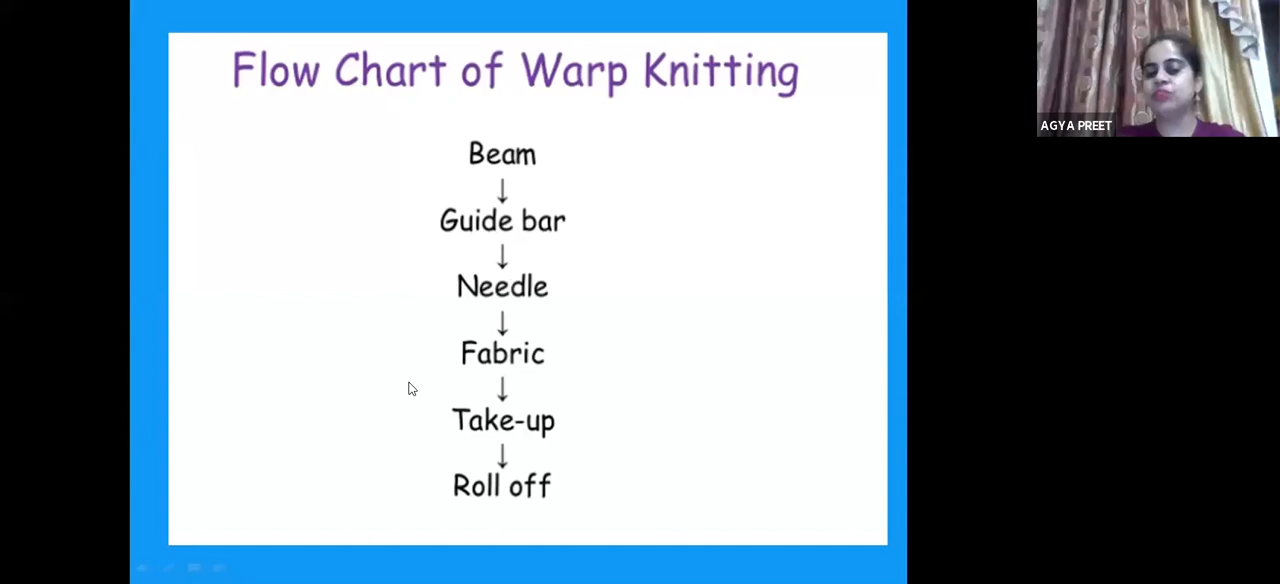 Flow Chart of Warp Knitting
Beam
↓
Guide bar
↓
Needle
↓
Fabric
↓
Take-up
↓
Roll off
AGYA PREET